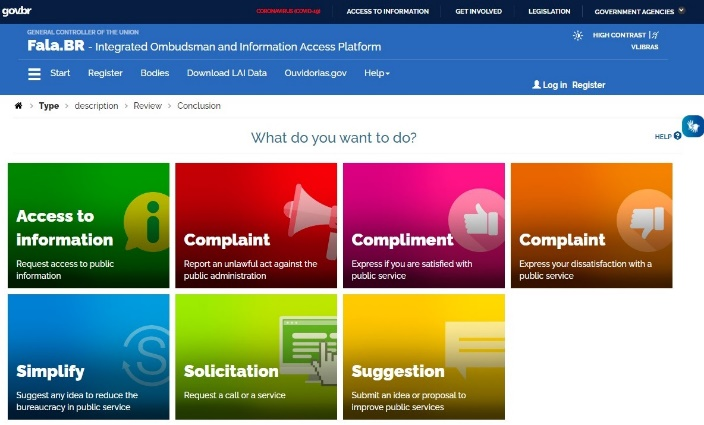 gov.br
CORONAVIRUS (COVID-19)
ACCESS TO INFORMATION
GET INVOLVED
LEGISLATION
GOVERNMENT AGENCIES
GENERAL CONTROLLER OF THE UNION
Fala.BR - Integrated Ombudsman and Information Access Platform
HIGH CONTRAST |
VLIBRAS
Start Register Bodies Download LAI Data Ouvidorias.gov Help
Log in Register
> Type > description > Review > Conclusion
What do you want to do?
HELP ?
Access to
information
Request access to public
information
Complaint
Report an unlawful act against the
public administration
Compliment
Express if you are satisfied with
public service
Complaint
Express your dissatisfaction with a
public service
Simplify
Suggest any idea to reduce the
bureaucracy in public service
Solicitation
Request a call or a service
Suggestion
Submit an idea or proposal to
improve public services